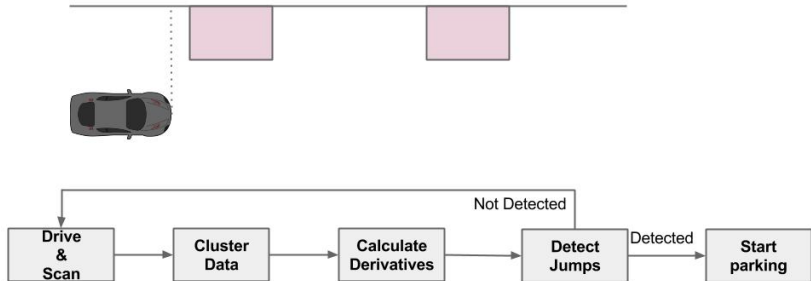 Not Detected
Drive
&
Scan
Cluster
Data
Calculate
Derivatives
Detect
Jumps
Detected
Start
parking